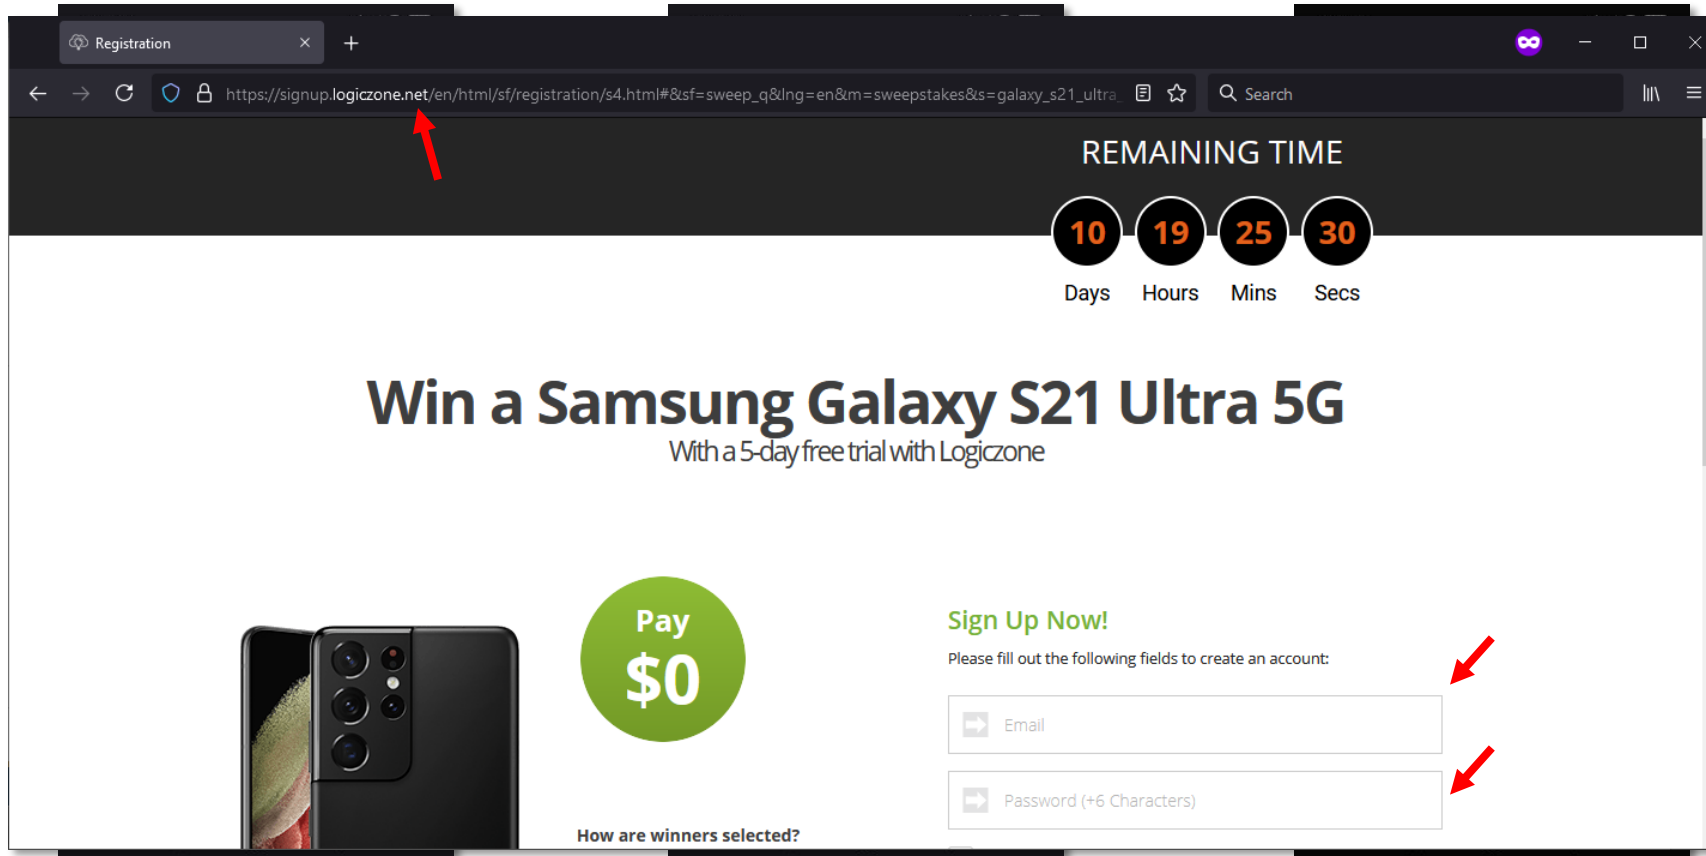 Registration
https://signup.logiczone.net/en/html/sf/registration/s4.html#&sf=sweep_q&lng=en&m=sweepstakes&s=galaxy_s21_ultra_
Search
REMAINING TIME
10 19 25 30
Days Hours Mins Secs
Win a Samsung Galaxy S21 Ultra 5G
With a 5-day free trial with Logiczone
Pay
$0
Sign Up Now!
Please fill out the following fields to create an account:
Email
Password (+6 Characters)
How are winners selected?